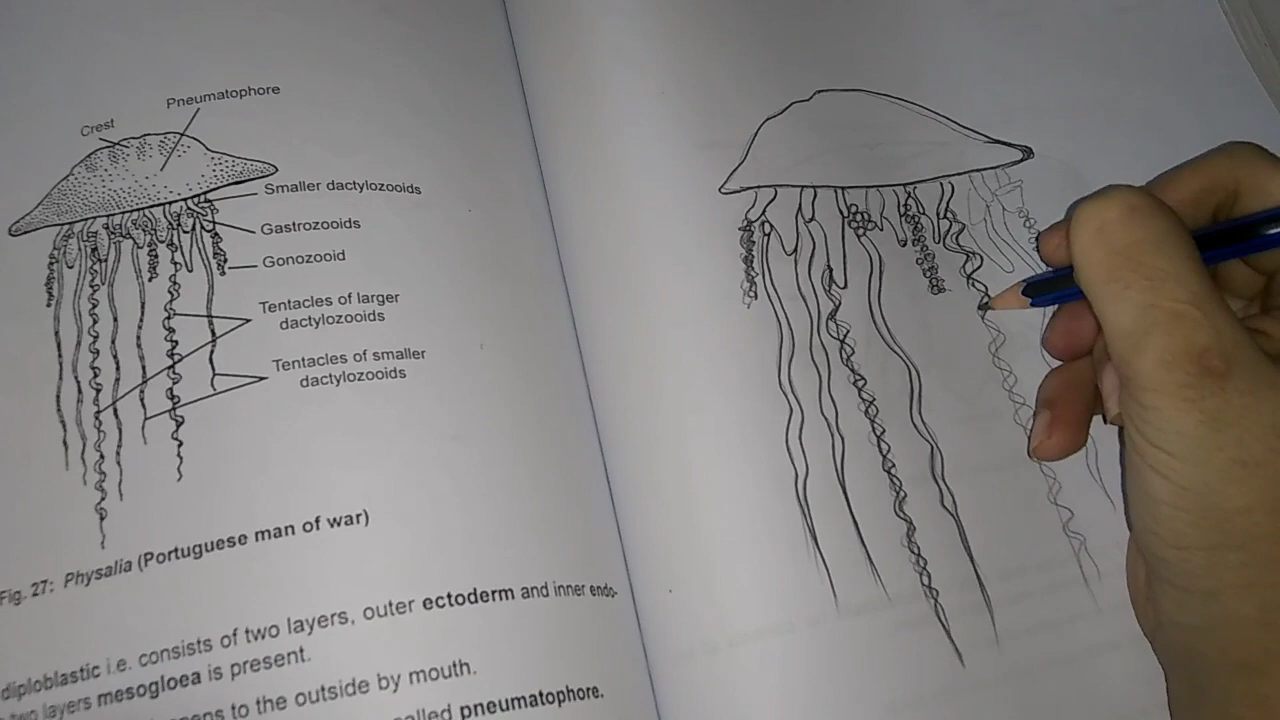 Pneumatophore
Crest
Smaller dactylozooids
Gastrozooids
Gonozooid
Tentacles of larger
dactylozooids
Tentacles of smaller
dactylozooids
Fig. 27: Physalia (Portuguese man of war)
diiploblastic i.e. consists of two layers, outer ectoderm and inner endo-
two layers mesogloea is present.
to the outside by mouth.
pneumatophore.